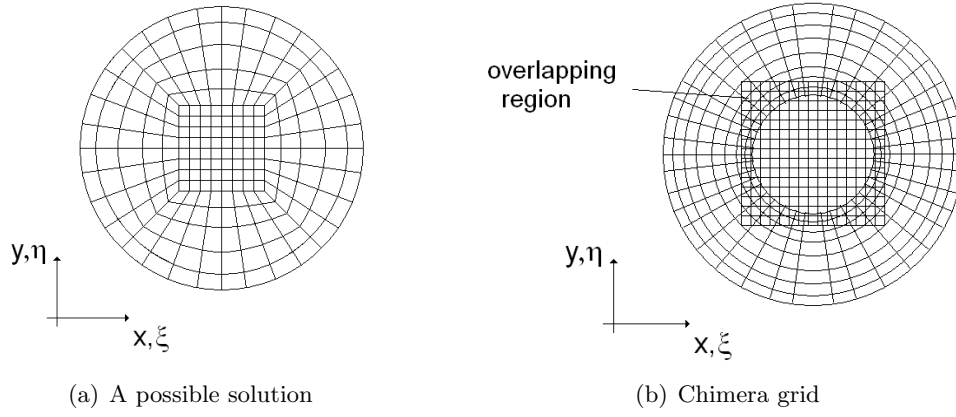 overlapping
region
y,η
x,ξ
y,η
x,ξ
(a) A possible solution
(b) Chimera grid